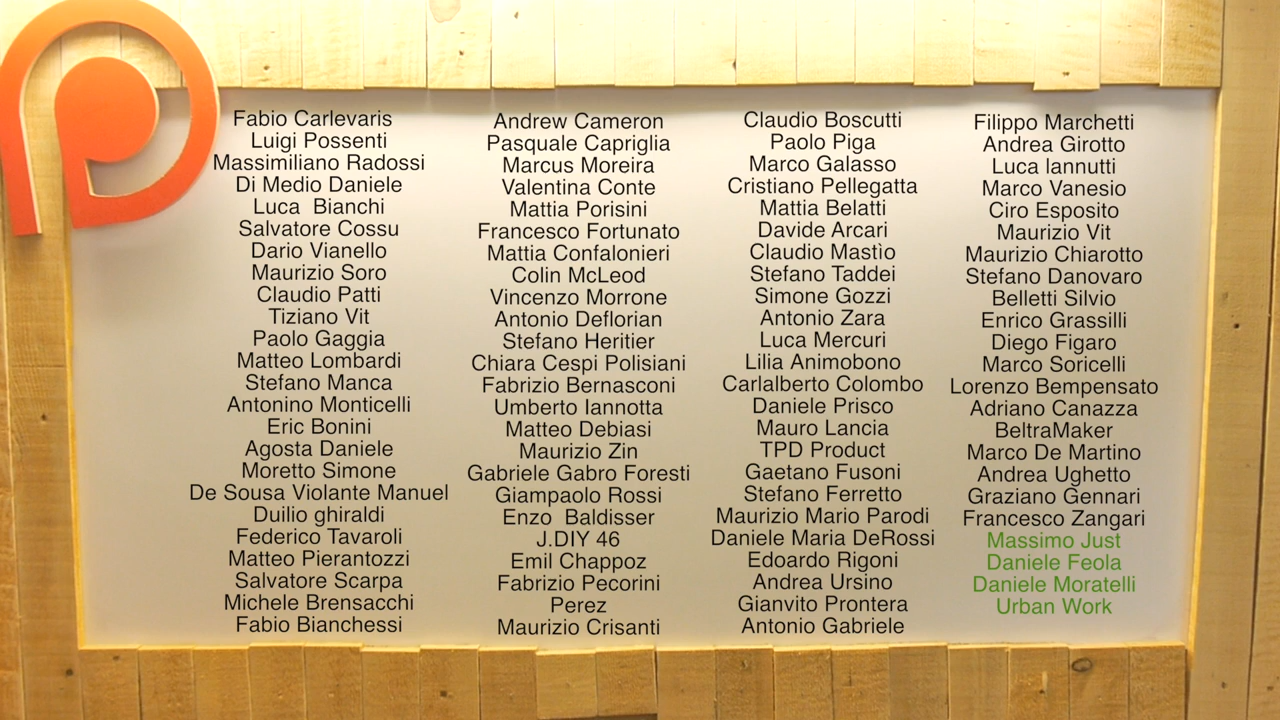 Fabio Carlevaris
Luigi Possenti
Massimiliano Radossi
Di Medio Daniele
Luca  Bianchi
Salvatore Cossu
Dario Vianello
Maurizio Soro
Claudio Patti
Tiziano Vit
Paolo Gaggia
Matteo Lombardi
Stefano Manca
Antonino Monticelli
Eric Bonini
Agosta Daniele
Moretto Simone
De Sousa Violante Manuel
Duilio ghiraldi
Federico Tavaroli
Matteo Pierantozzi
Salvatore Scarpa
Michele Brensacchi
Fabio Bianchessi
Andrew Cameron
Pasquale Capriglia
Marcus Moreira
Valentina Conte
Mattia Porisini
Francesco Fortunato
Mattia Confalonieri
Colin McLeod
Vincenzo Morrone
Antonio Deflorian
Stefano Heritier
Chiara Cespi Polisiani
Fabrizio Bernasconi
Umberto Iannotta
Matteo Debiasi
Maurizio Zin
Gabriele Gabro Foresti
Giampaolo Rossi
Enzo  Baldisser
J.DIY 46
Emil Chappoz
Fabrizio Pecorini
Perez
Maurizio Crisanti
Claudio Boscutti
Paolo Piga
Marco Galasso
Cristiano Pellegatta
Mattia Belatti
Davide Arcari
Claudio Mastìo
Stefano Taddei
Simone Gozzi
Antonio Zara
Luca Mercuri
Lilia Animobono
Carlalberto Colombo
Daniele Prisco
Mauro Lancia
TPD Product
Gaetano Fusoni
Stefano Ferretto
Maurizio Mario Parodi
Daniele Maria DeRossi
Edoardo Rigoni
Andrea Ursino
Gianvito Prontera
Antonio Gabriele
Filippo Marchetti
Andrea Girotto
Luca Iannutti
Marco Vanesio
Ciro Esposito
Maurizio Vit
Maurizio Chiarotto
Stefano Danovaro
Belletti Silvio
Enrico Grassilli
Diego Figaro
Marco Soricelli
Lorenzo Bempensato
Adriano Canazza
BeltraMaker
Marco De Martino
Andrea Ughetto
Graziano Gennari
Francesco Zangari
Massimo Just
Daniele Feola
Daniele Moratelli
Urban Work